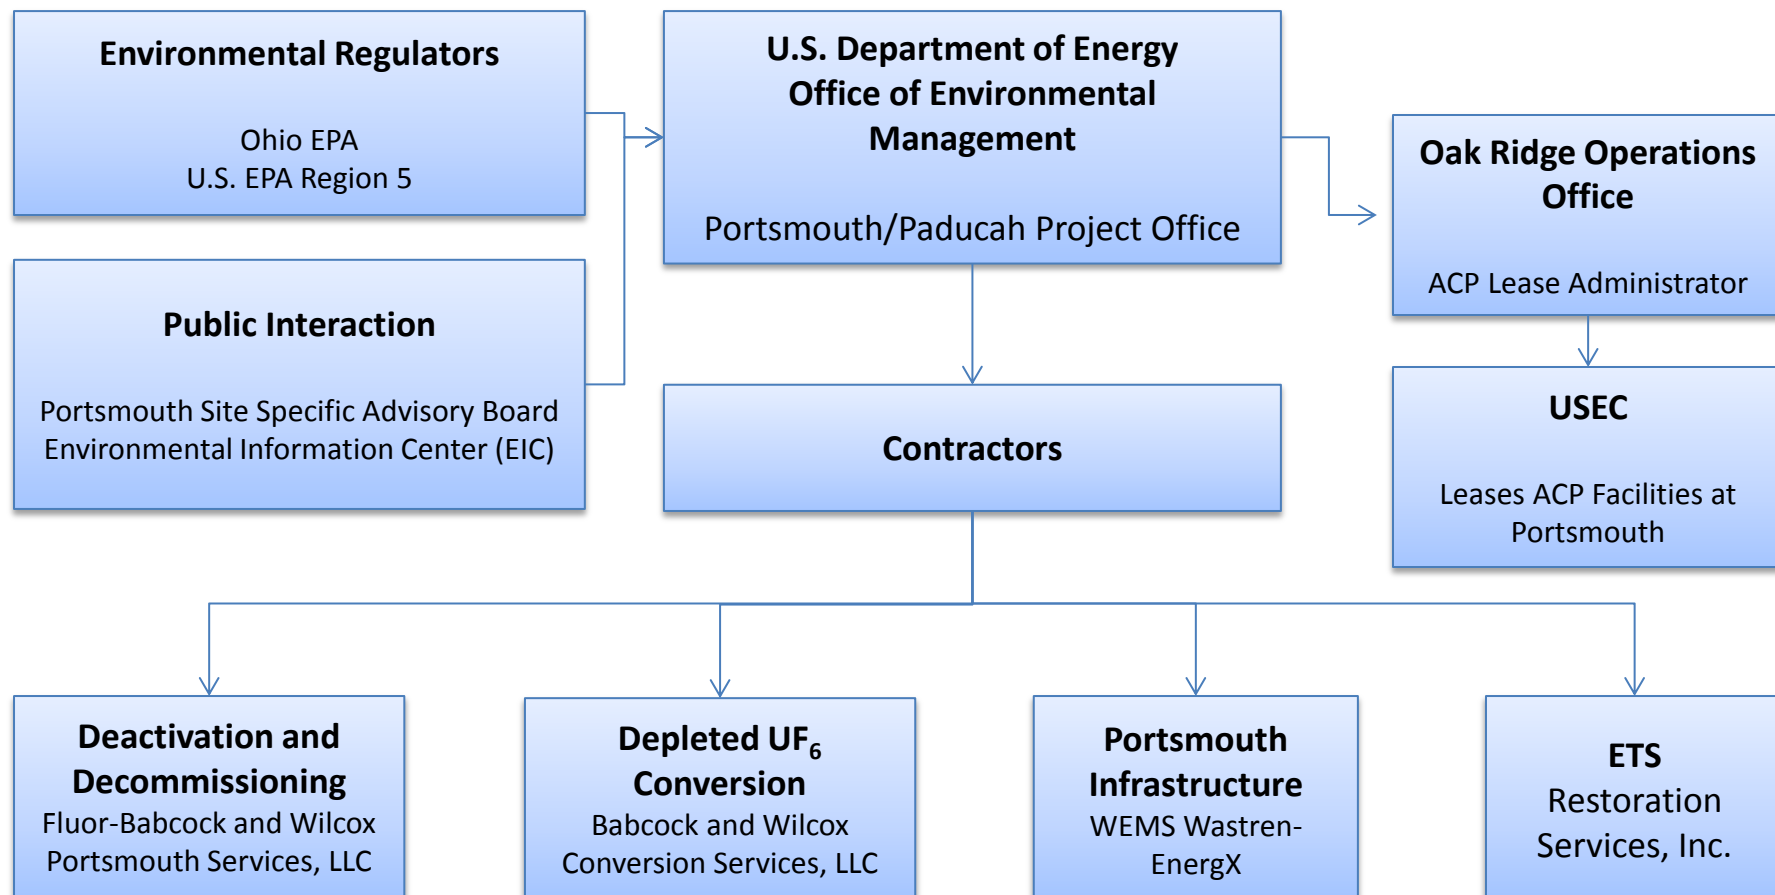 Environmental Regulators
Ohio EPA
U.S. EPA Region 5
U.S. Department of Energy
Office of Environmental
Management
Portsmouth/Paducah Project Office
Oak Ridge Operations
Office
ACP Lease Administrator
Public Interaction
Portsmouth Site Specific Advisory Board
Environmental Information Center (EIC)
Contractors
USEC
Leases ACP Facilities at
Portsmouth
Deactivation and
Decommissioning
Fluor-Babcock and Wilcox
Portsmouth Services, LLC
Depleted UF₆
Conversion
Babcock and Wilcox
Conversion Services, LLC
Portsmouth
Infrastructure
WEMS Wastren-
EnergX
ETS
Restoration
Services, Inc.